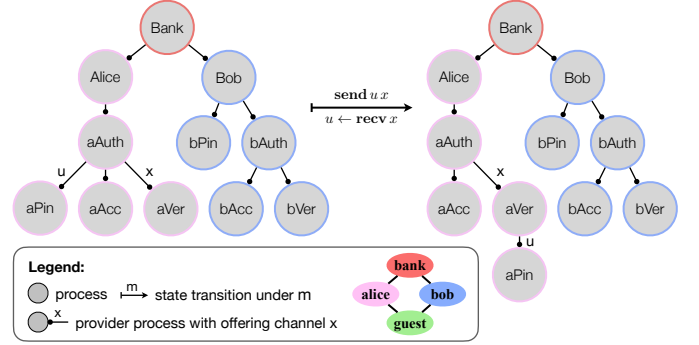 Bank
Bank
Alice
Bob
send u x
u ← recv x
Alice
Bob
aAuth
bPin
bAuth
aAuth
bPin
bAuth
u
x
x
aPin
aAcc
aVer
bAcc
bVer
aAcc
aVer
bAcc
bVer
u
aPin
Legend:
process
m
state transition under m
x
provider process with offering channel x
bank
alice
bob
guest